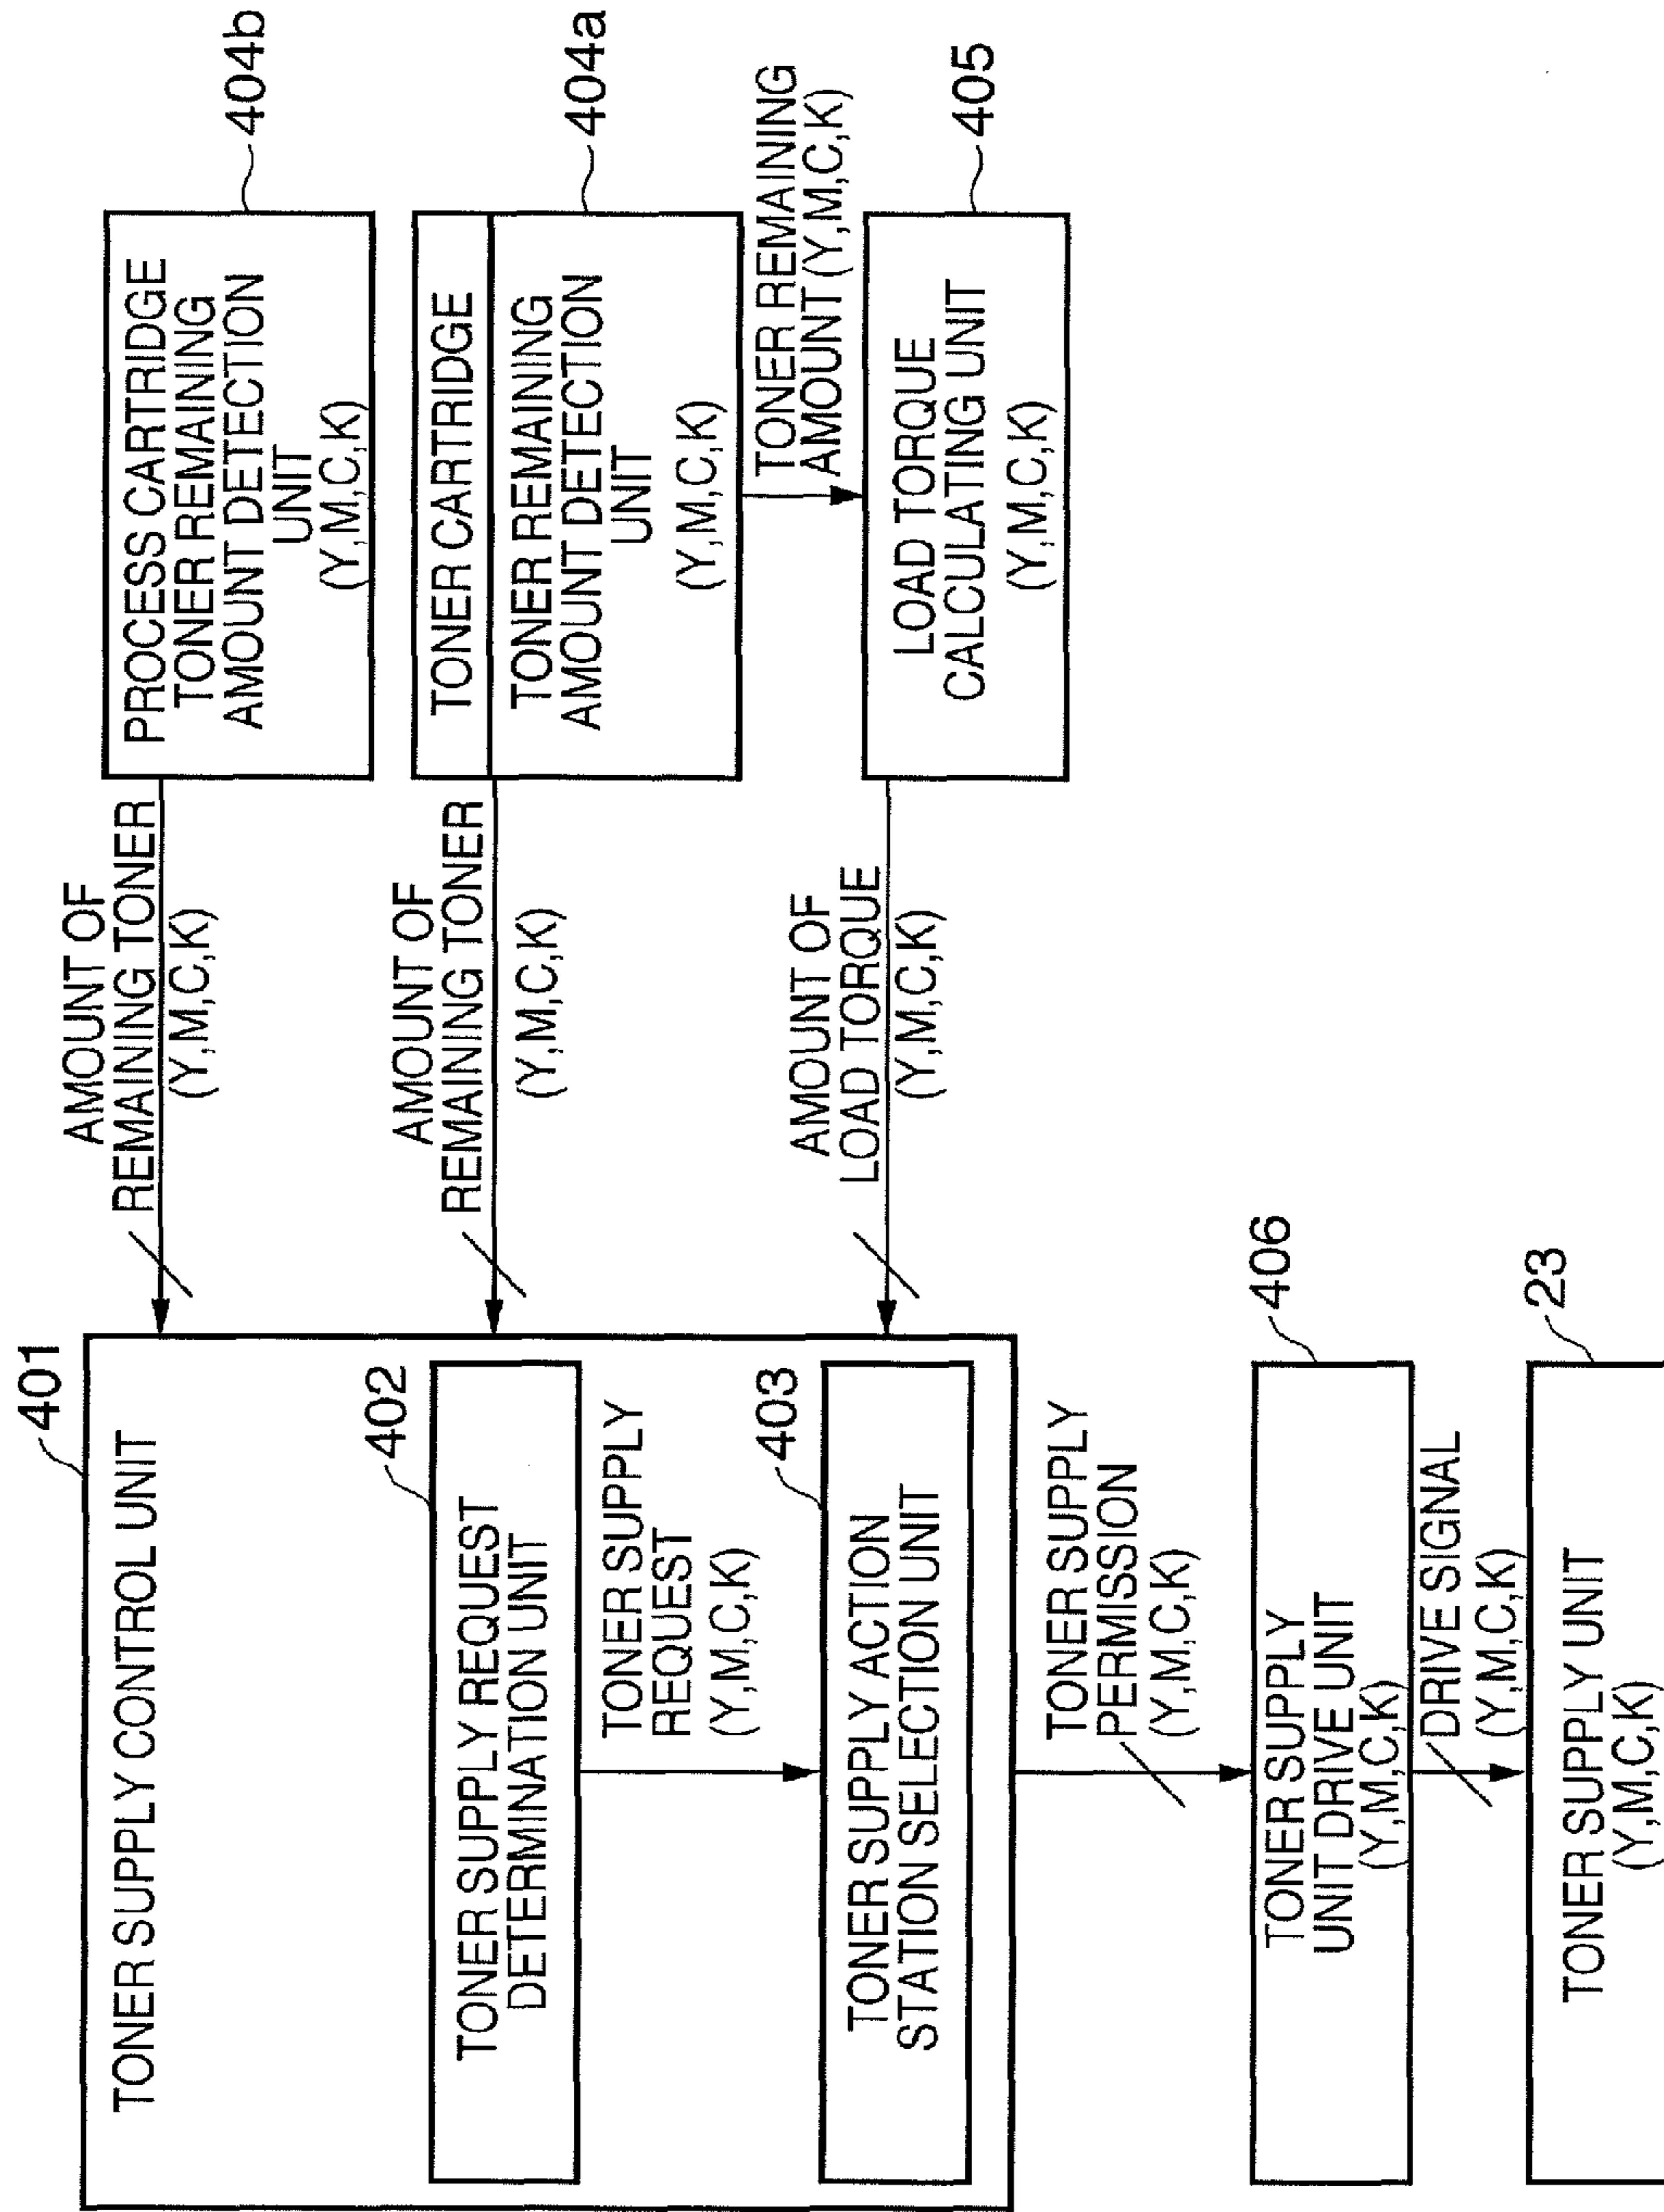 401
TONER SUPPLY CONTROL UNIT
402
TONER SUPPLY REQUEST
DETERMINATION UNIT
TONER SUPPLY
REQUEST
(Y,M,C,K)
403
TONER SUPPLY ACTION
STATION SELECTION UNIT
AMOUNT OF
REMAINING TONER
(Y,M,C,K)
PROCESS CARTRIDGE
TONER REMAINING
AMOUNT DETECTION
UNIT
(Y,M,C,K)
404b
AMOUNT OF
REMAINING TONER
(Y,M,C,K)
TONER CARTRIDGE
TONER REMAINING
AMOUNT DETECTION
UNIT
(Y,M,C,K)
404a
TONER REMAINING
AMOUNT (Y,M,C,K)
AMOUNT OF
LOAD TORQUE
(Y,M,C,K)
LOAD TORQUE
CALCULATING UNIT
(Y,M,C,K)
405
TONER SUPPLY
PERMISSION
(Y,M,C,K)
406
TONER SUPPLY
UNIT DRIVE UNIT
(Y,M,C,K)
DRIVE SIGNAL
(Y,M,C,K)
23
TONER SUPPLY UNIT
(Y,M,C,K)